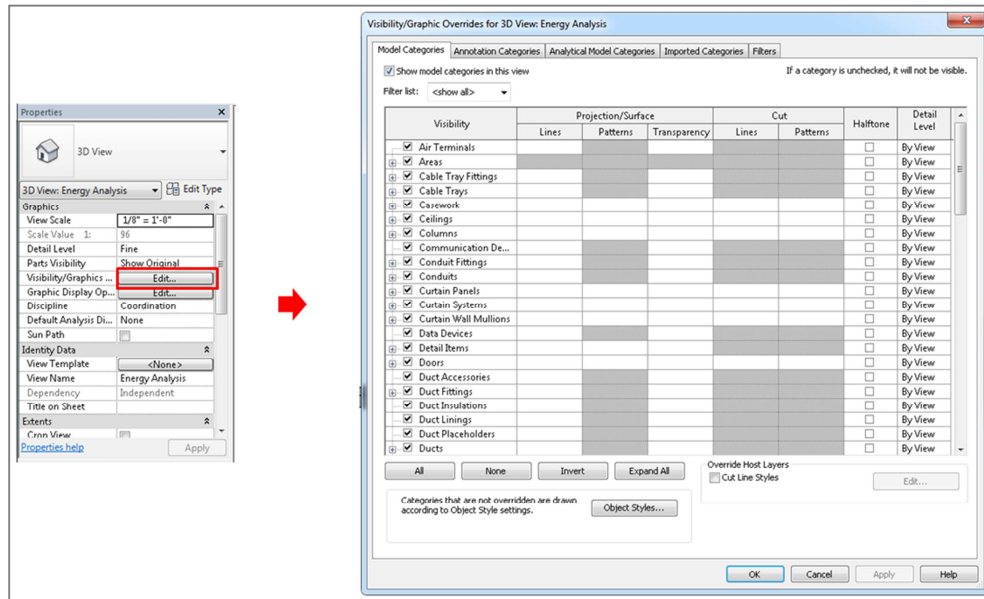 Properties
3D View
3D View: Energy Analysis Edit Type
Graphics
View Scale 1/8" = 1'-0"
Scale Value 1: 96
Detail Level Fine
Parts Visibility Show Original
Visibility/Graphics ... Edit...
Graphic Display Op... Edit...
Discipline Coordination
Default Analysis Di... None
Sun Path
Identity Data
View Template <None>
View Name Energy Analysis
Dependency Independent
Title on Sheet
Extents
Crop View
Properties help Apply
Visibility/Graphic Overrides for 3D View: Energy Analysis
Model Categories Annotation Categories Analytical Model Categories Imported Categories Filters
Show model categories in this view If a category is unchecked, it will not be visible.
Filter list: <show all>
Visibility Projection/Surface Cut Halftone Detail Level
Lines Patterns Transparency Lines Patterns
Air Terminals By View
Areas By View
Cable Tray Fittings By View
Cable Trays By View
Casework By View
Ceilings By View
Columns By View
Communication De... By View
Conduit Fittings By View
Conduits By View
Curtain Panels By View
Curtain Systems By View
Curtain Wall Mullions By View
Data Devices By View
Detail Items By View
Doors By View
Duct Accessories By View
Duct Fittings By View
Duct Insulations By View
Duct Linings By View
Duct Placeholders By View
Ducts By View
All None Invert Expand All
Override Host Layers
Cut Line Styles Edit...
Categories that are not overridden are drawn
according to Object Style settings.
Object Styles...
OK Cancel Apply Help